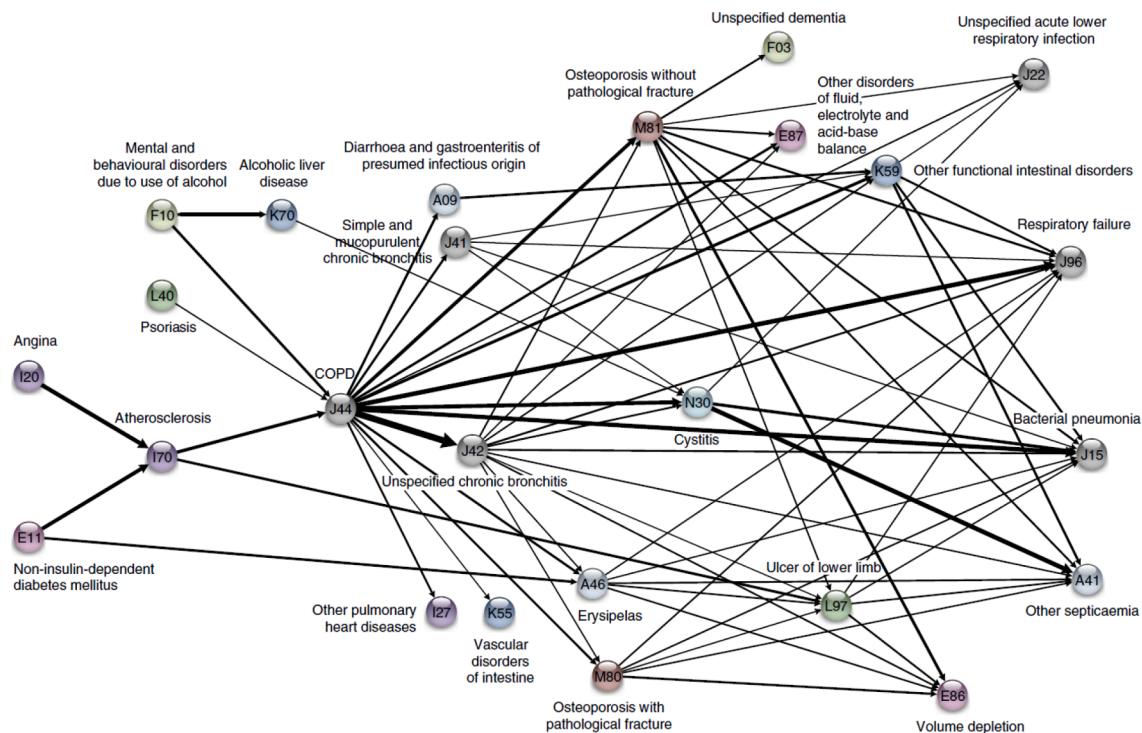 Unspecified dementia
F03
Unspecified acute lower
respiratory infection
J22
Osteoporosis without
pathological fracture
M81
Other disorders
of fluid,
electrolyte and
acid-base
balance
E87
Mental and
behavioural disorders
due to use of alcohol
F10
Alcoholic liver
disease
K70
Diarrhoea and gastroenteritis of
presumed infectious origin
A09
K59
Other functional intestinal disorders
Simple and
mucopurulent
chronic bronchitis
J41
Respiratory failure
J96
L40
Psoriasis
Angina
I20
COPD
J44
Atherosclerosis
I70
N30
Cystitis
J42
Unspecified chronic bronchitis
Bacterial pneumonia
J15
E11
Non-insulin-dependent
diabetes mellitus
Other pulmonary
heart diseases
I27
K55
Vascular
disorders
of intestine
A46
Erysipelas
Ulcer of lower limb
L97
A41
Other septicaemia
M80
Osteoporosis with
pathological fracture
E86
Volume depletion